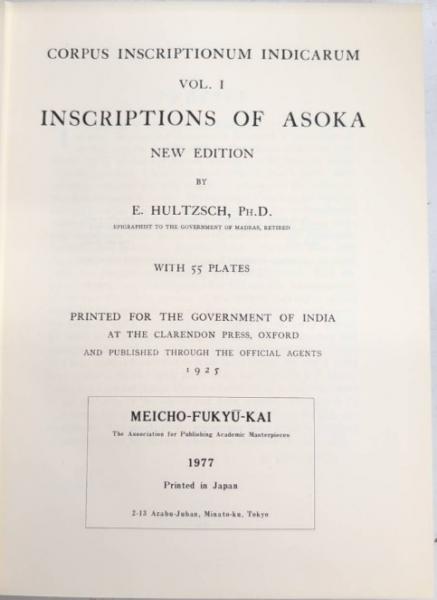 CORPUS INSCRIPTIONUM INDICARUM
VOL. I
INSCRIPTIONS OF ASOKA
NEW EDITION
BY
E. HULTZSCH, PH.D.
EPIGRAPHIST TO THE GOVERNMENT OF MADRAS, RETIRED
WITH 55 PLATES
PRINTED FOR THE GOVERNMENT OF INDIA
AT THE CLARENDON PRESS, OXFORD
AND PUBLISHED THROUGH THE OFFICIAL AGENTS
1925
MEICHO-FUKYŪ-KAI
The Association for Publishing Academic Masterpieces
1977
Printed in Japan
2-13 Azabu-Juban, Minato-ku, Tokyo